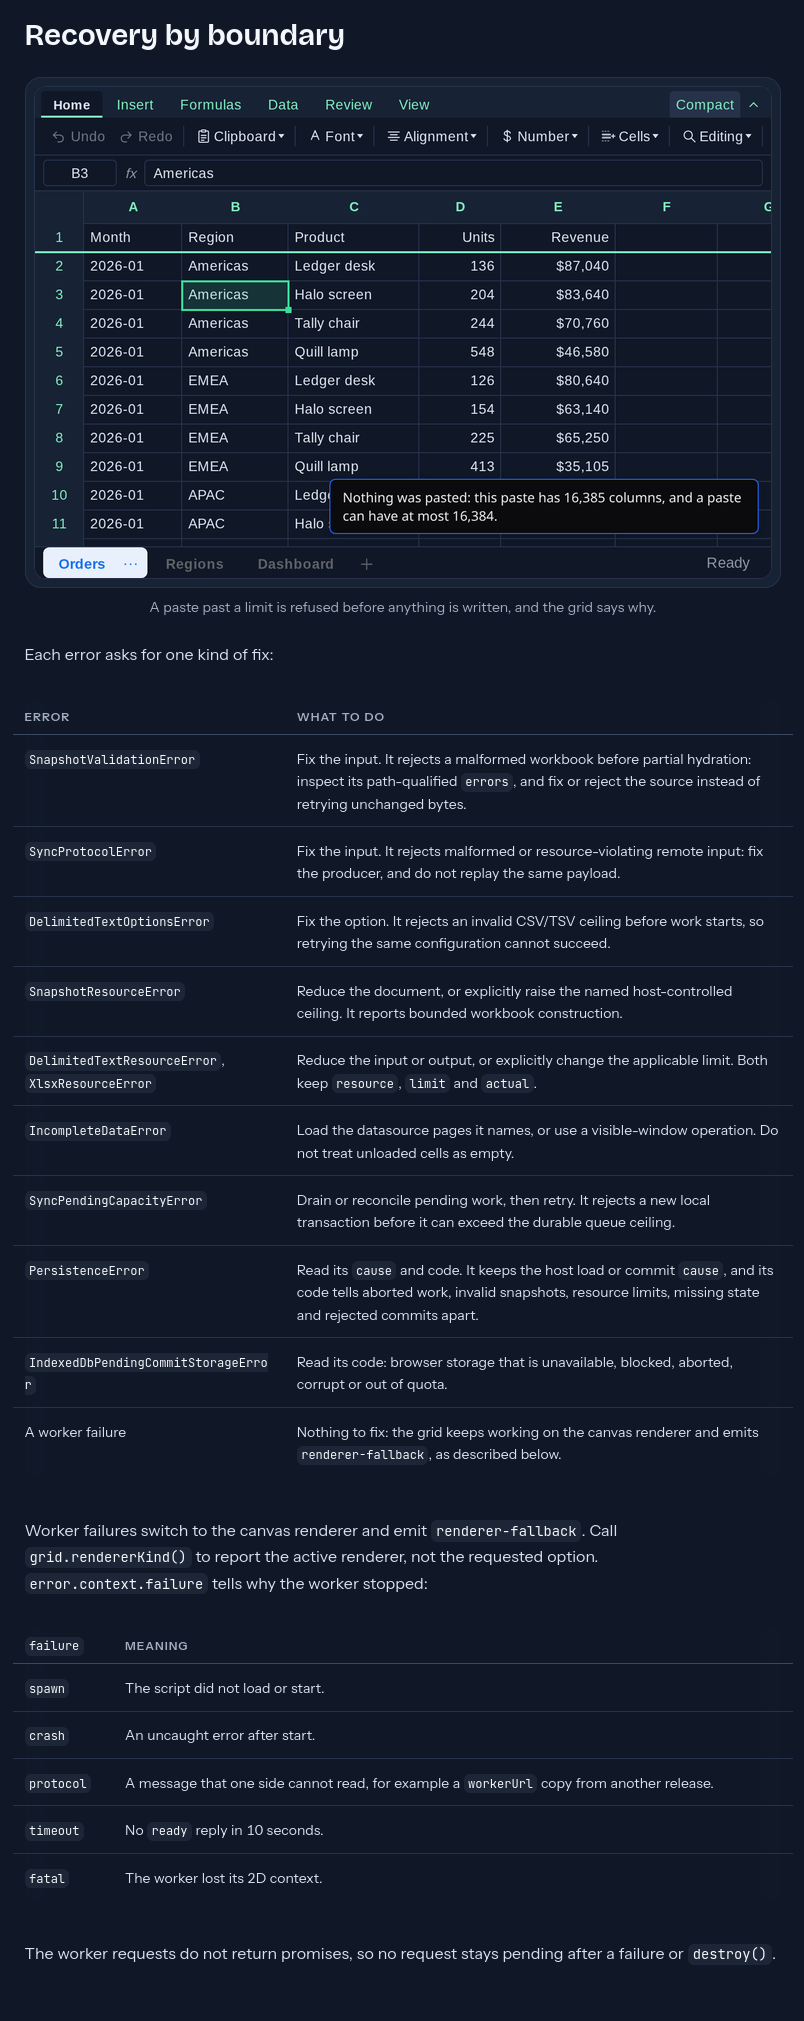 Recovery by boundary
Home Insert Formulas Data Review View Compact
Undo Redo Clipboard Font Alignment $ Number Cells Editing
B3 fx Americas
A B C D E F G
1 Month Region Product Units Revenue
2 2026-01 Americas Ledger desk 136 $87,040
3 2026-01 Americas Halo screen 204 $83,640
4 2026-01 Americas Tally chair 244 $70,760
5 2026-01 Americas Quill lamp 548 $46,580
6 2026-01 EMEA Ledger desk 126 $80,640
7 2026-01 EMEA Halo screen 154 $63,140
8 2026-01 EMEA Tally chair 225 $65,250
9 2026-01 EMEA Quill lamp 413 $35,105
10 2026-01 APAC
11 2026-01 APAC Halo
Nothing was pasted: this paste has 16,385 columns, and a paste
can have at most 16,384.
Orders ... Regions Dashboard + Ready
A paste past a limit is refused before anything is written, and the grid says why.
Each error asks for one kind of fix:
ERROR WHAT TO DO
SnapshotValidationError Fix the input. It rejects a malformed workbook before partial hydration:
inspect its path-qualified errors, and fix or reject the source instead of
retrying unchanged bytes.
SyncProtocolError Fix the input. It rejects malformed or resource-violating remote input: fix
the producer, and do not replay the same payload.
DelimitedTextOptionsError Fix the option. It rejects an invalid CSV/TSV ceiling before work starts, so
retrying the same configuration cannot succeed.
SnapshotResourceError Reduce the document, or explicitly raise the named host-controlled
ceiling. It reports bounded workbook construction.
DelimitedTextResourceError, Reduce the input or output, or explicitly change the applicable limit. Both
XlsxResourceError keep resource, limit and actual.
IncompleteDataError Load the datasource pages it names, or use a visible-window operation. Do
not treat unloaded cells as empty.
SyncPendingCapacityError Drain or reconcile pending work, then retry. It rejects a new local
transaction before it can exceed the durable queue ceiling.
PersistenceError Read its cause and code. It keeps the host load or commit cause, and its
code tells aborted work, invalid snapshots, resource limits, missing state
and rejected commits apart.
IndexedDbPendingCommitStorageErro Read its code: browser storage that is unavailable, blocked, aborted,
r corrupt or out of quota.
A worker failure Nothing to fix: the grid keeps working on the canvas renderer and emits
renderer-fallback, as described below.
Worker failures switch to the canvas renderer and emit renderer-fallback. Call
grid.rendererKind() to report the active renderer, not the requested option.
error.context.failure tells why the worker stopped:
failure MEANING
spawn The script did not load or start.
crash An uncaught error after start.
protocol A message that one side cannot read, for example a workerUrl copy from another release.
timeout No ready reply in 10 seconds.
fatal The worker lost its 2D context.
The worker requests do not return promises, so no request stays pending after a failure or destroy().